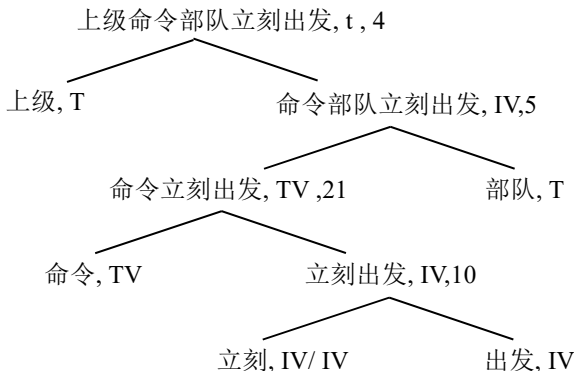 上级命令部队立刻出发, t , 4
上级, T
命令部队立刻出发, IV,5
命令立刻出发, TV ,21
部队, T
命令, TV
立刻出发, IV,10
立刻, IV/ IV
出发, IV